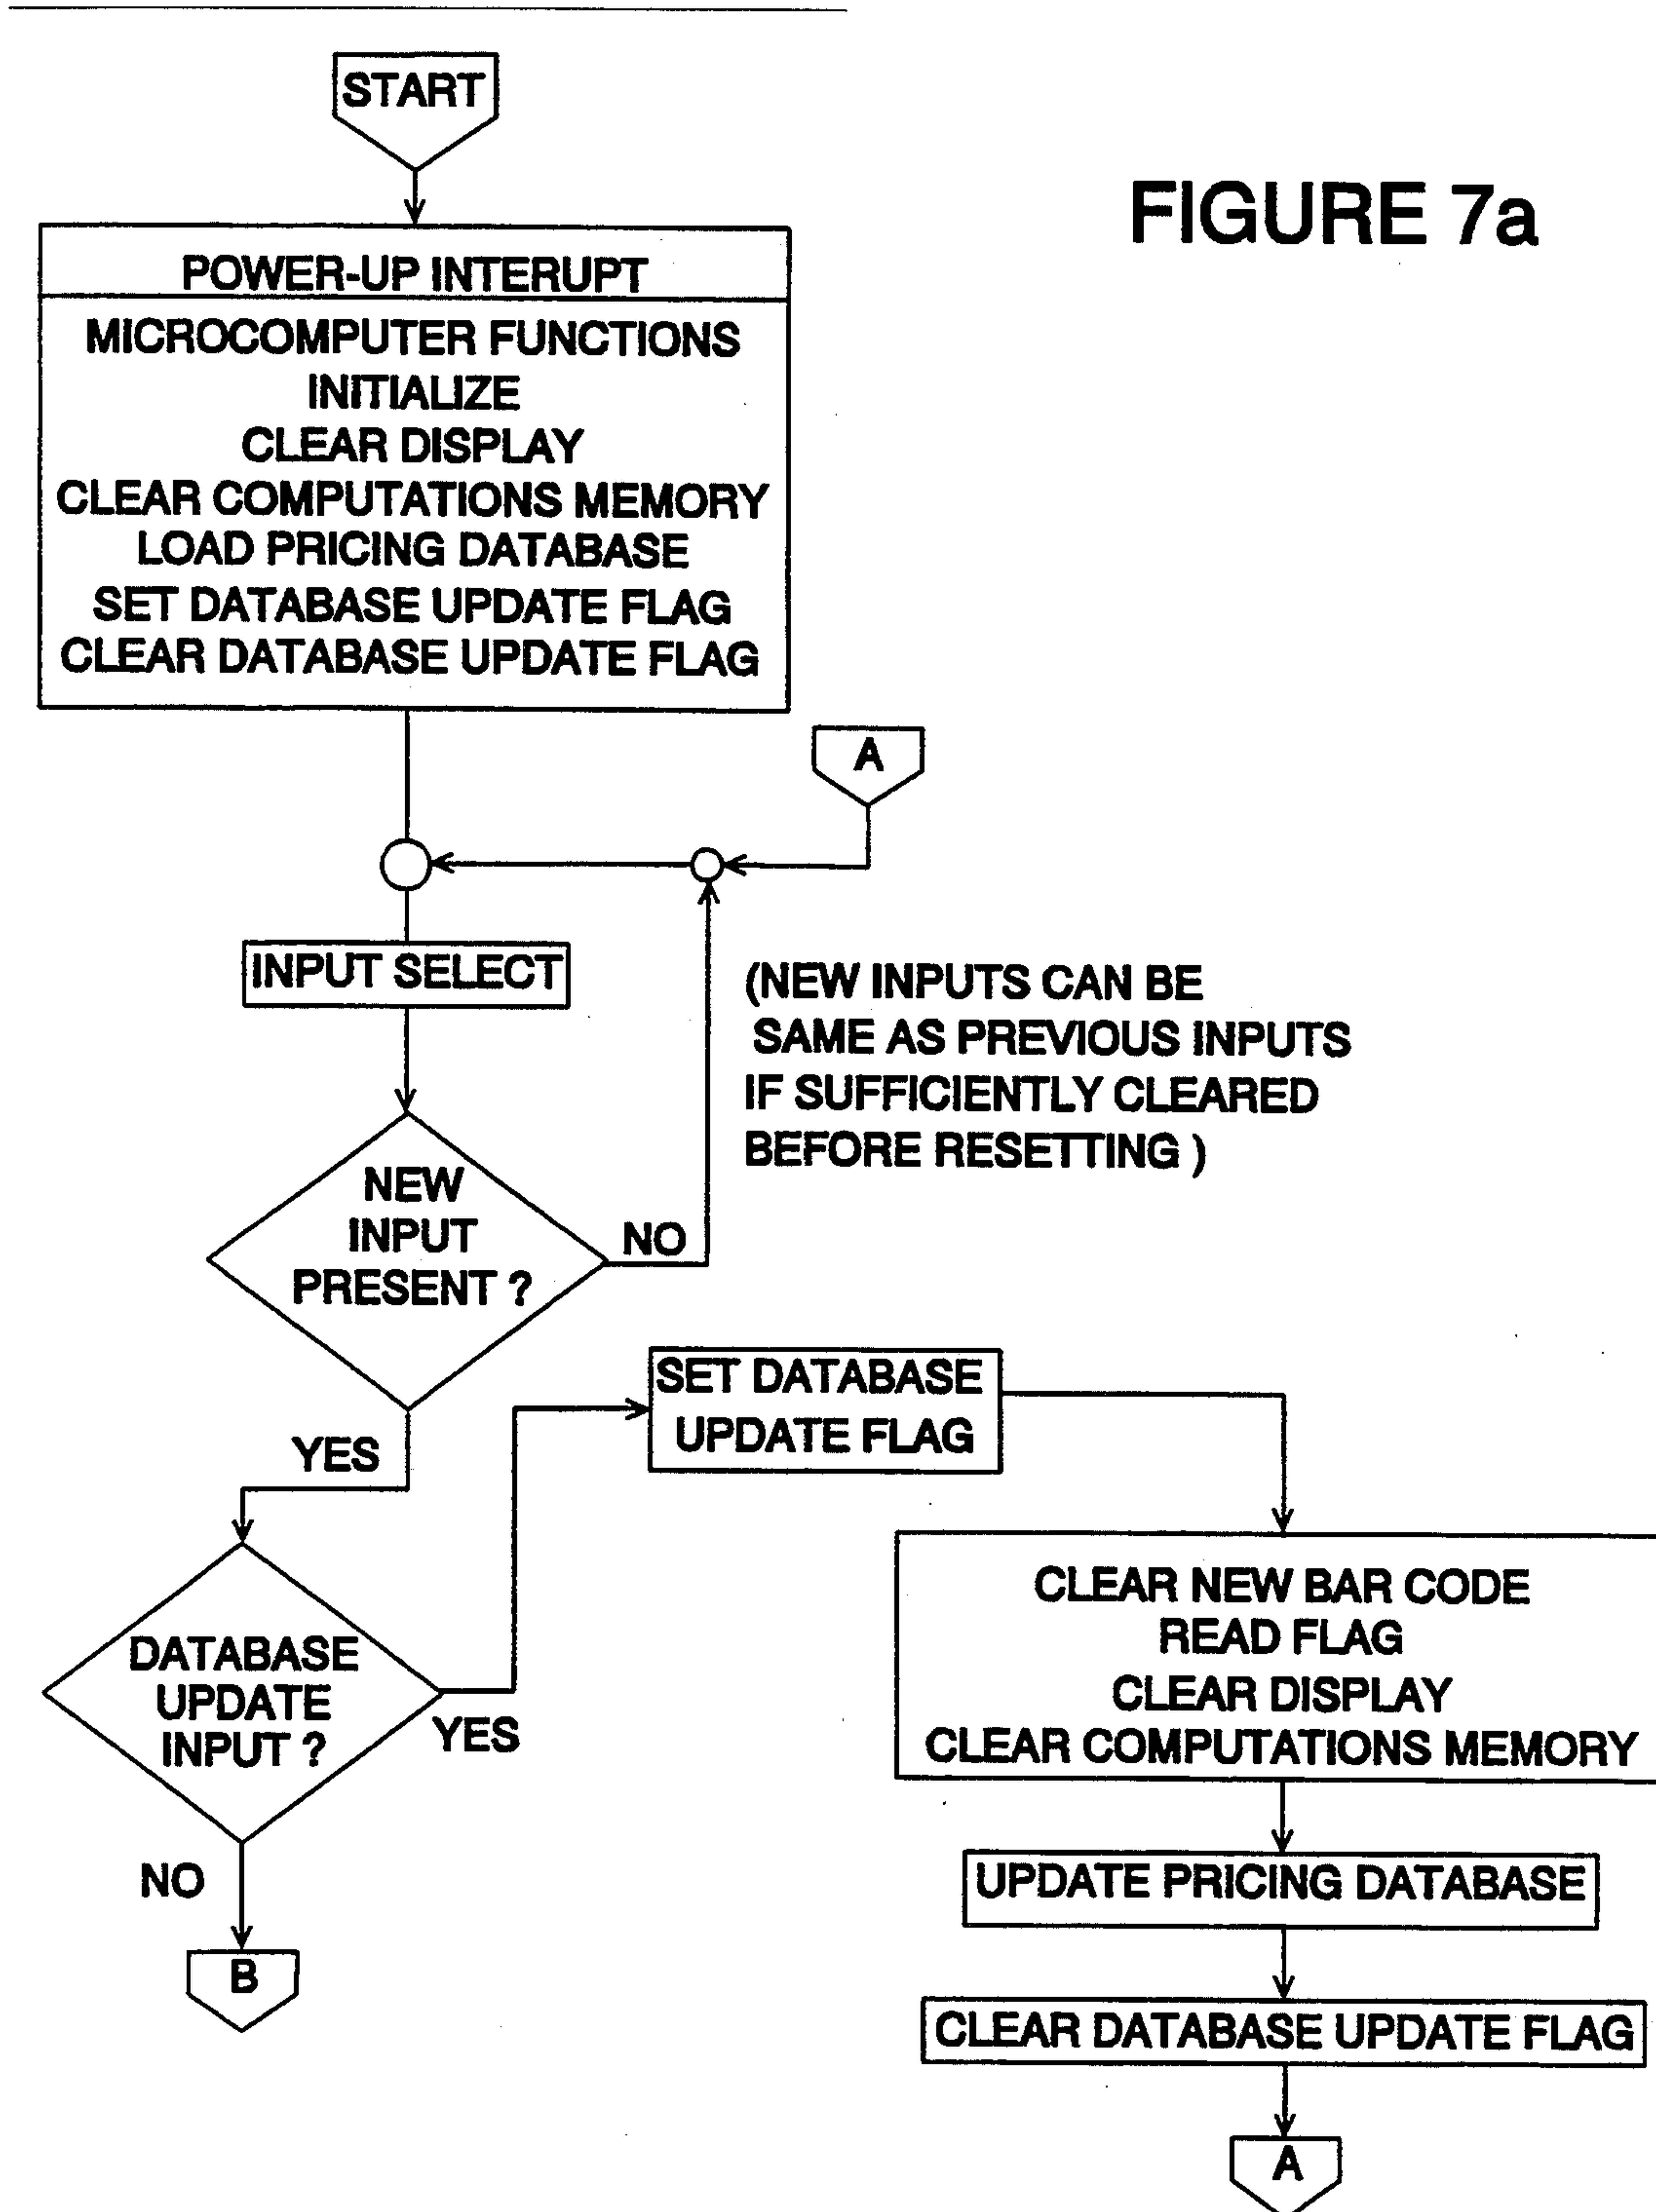 START
FIGURE 7a
POWER-UP INTERUPT
MICROCOMPUTER FUNCTIONS
INITIALIZE
CLEAR DISPLAY
CLEAR COMPUTATIONS MEMORY
LOAD PRICING DATABASE
SET DATABASE UPDATE FLAG
CLEAR DATABASE UPDATE FLAG
A
INPUT SELECT
(NEW INPUTS CAN BE
SAME AS PREVIOUS INPUTS
IF SUFFICIENTLY CLEARED
BEFORE RESETTING )
NEW
INPUT
PRESENT ?
NO
YES
SET DATABASE
UPDATE FLAG
DATABASE
UPDATE
INPUT ?
YES
NO
B
CLEAR NEW BAR CODE
READ FLAG
CLEAR DISPLAY
CLEAR COMPUTATIONS MEMORY
UPDATE PRICING DATABASE
CLEAR DATABASE UPDATE FLAG
A